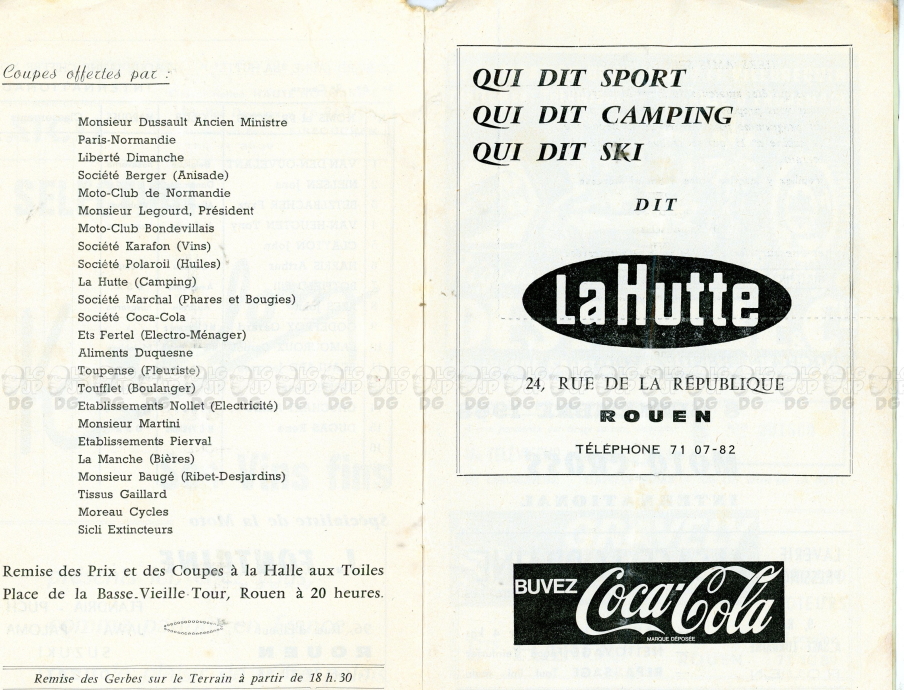 Coupes offertes par :
Monsieur Dussault Ancien Ministre
Paris-Normandie
Liberté Dimanche
Société Berger (Anisade)
Moto-Club de Normandie
Monsieur Legourd, Président
Moto-Club Bondevillais
Société Karafon (Vins)
Société Polaroil (Huiles)
La Hutte (Camping)
Société Marchal (Phares et Bougies)
Société Coca-Cola
Ets Fertel (Electro-Ménager)
Aliments Duquesne
Toupense (Fleuriste)
Toufflet (Boulanger)
Etablissements Nollet (Electricité)
Monsieur Martini
Etablissements Pierval
La Manche (Bières)
Monsieur Baugé (Ribet-Desjardins)
Tissus Gaillard
Moreau Cycles
Sicli Extincteurs
Remise des Prix et des Coupes à la Halle aux Toiles
Place de la Basse-Vieille-Tour, Rouen à 20 heures.
Remise des Gerbes sur le Terrain à partir de 18 h. 30
QUI DIT SPORT
QUI DIT CAMPING
QUI DIT SKI
DIT
La Hutte
24, RUE DE LA RÉPUBLIQUE
ROUEN
TÉLÉPHONE 71 07-82
BUVEZ
Coca-Cola
MARQUE DÉPOSÉE